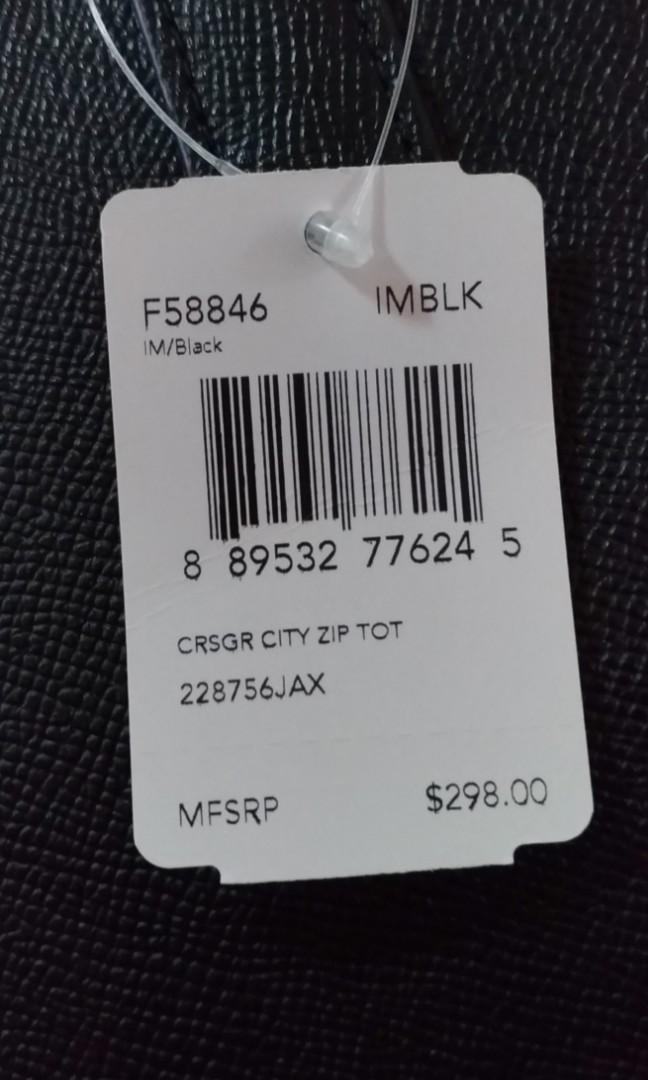 F58846 IMBLK
IM/Black
8 89532 77624 5
CRSGR CITY ZIP TOT
228756JAX
MFSRP $298.00